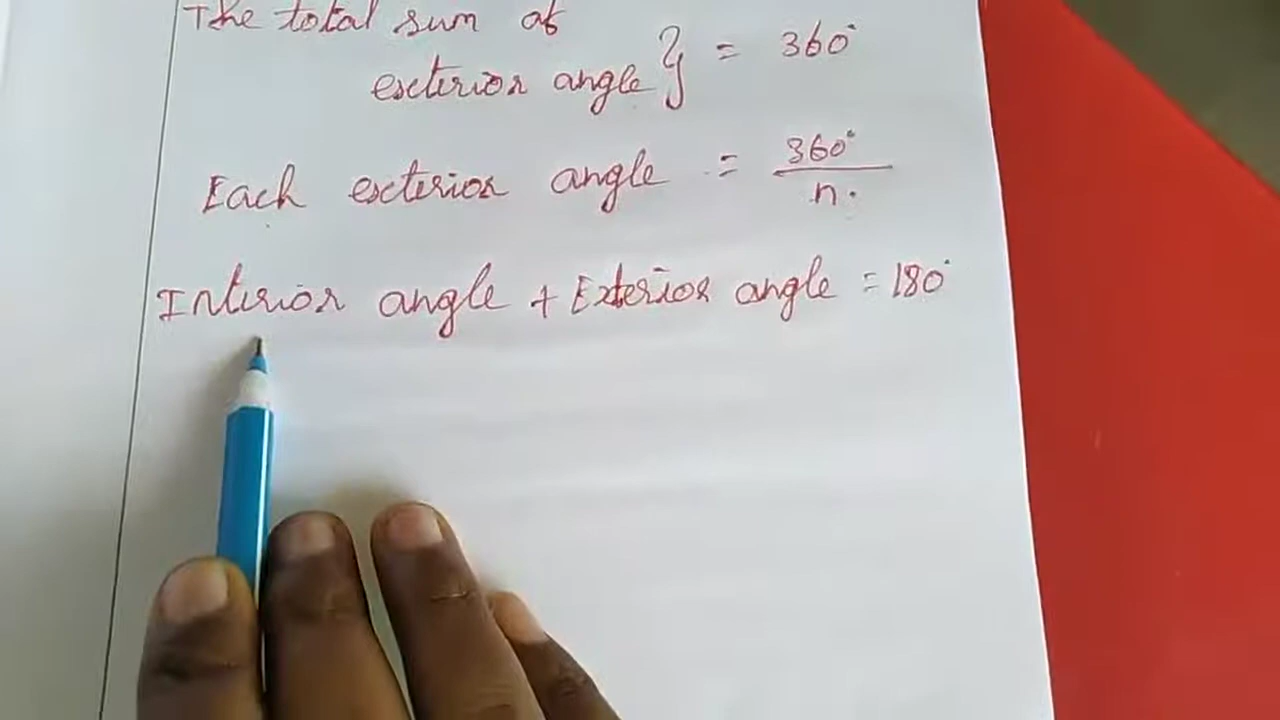 The total sum of
exterior angle } = 360°
Each exterior angle = 360° / n.
Interior angle + Exterior angle = 180°